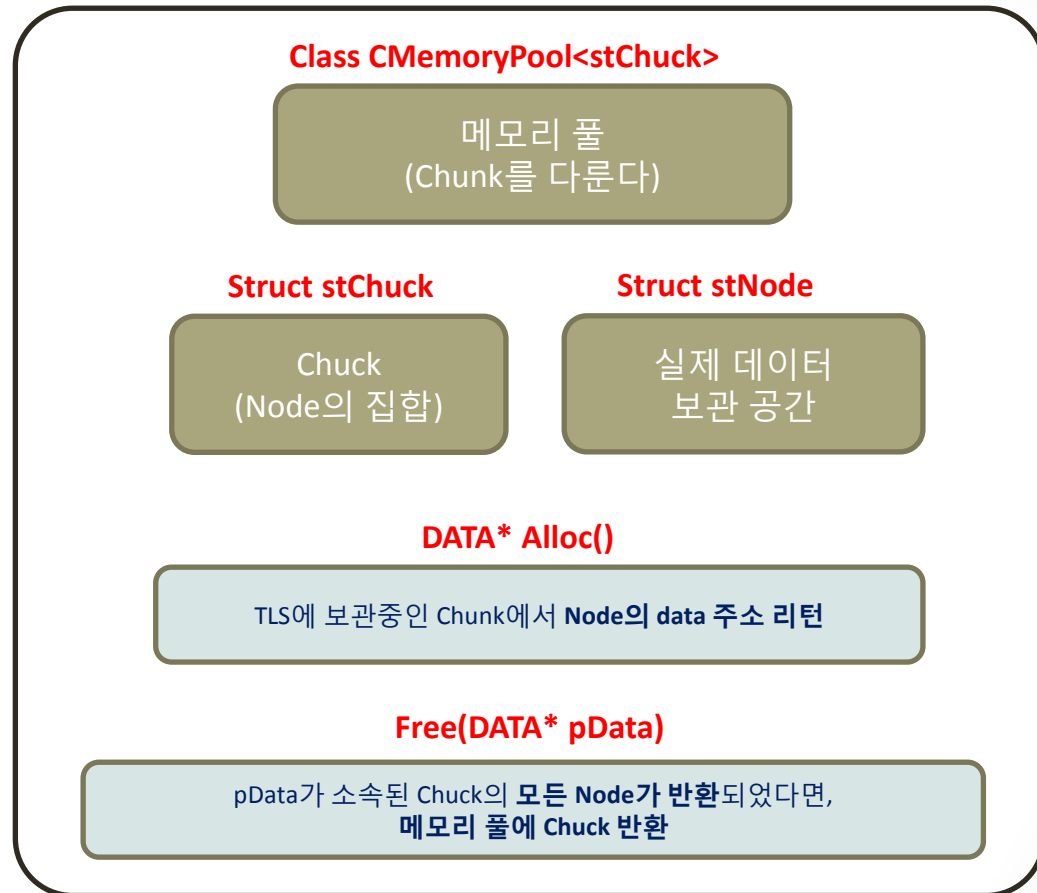 Class CMemoryPool<stChuck>
메모리 풀
(Chunk를 다룬다)
Struct stChuck
Struct stNode
Chuck
(Node의 집합)
실제 데이터
보관 공간
DATA* Alloc()
TLS에 보관중인 Chunk에서 Node의 data 주소 리턴
Free(DATA* pData)
pData가 소속된 Chuck의 모든 Node가 반환되었다면,
메모리 풀에 Chuck 반환